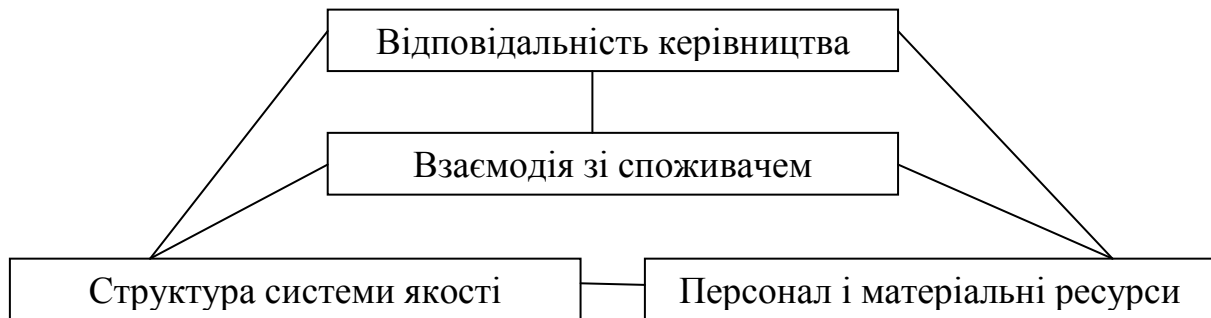 Відповідальність керівництва
Взаємодія зі споживачем
Структура системи якості
Персонал і матеріальні ресурси